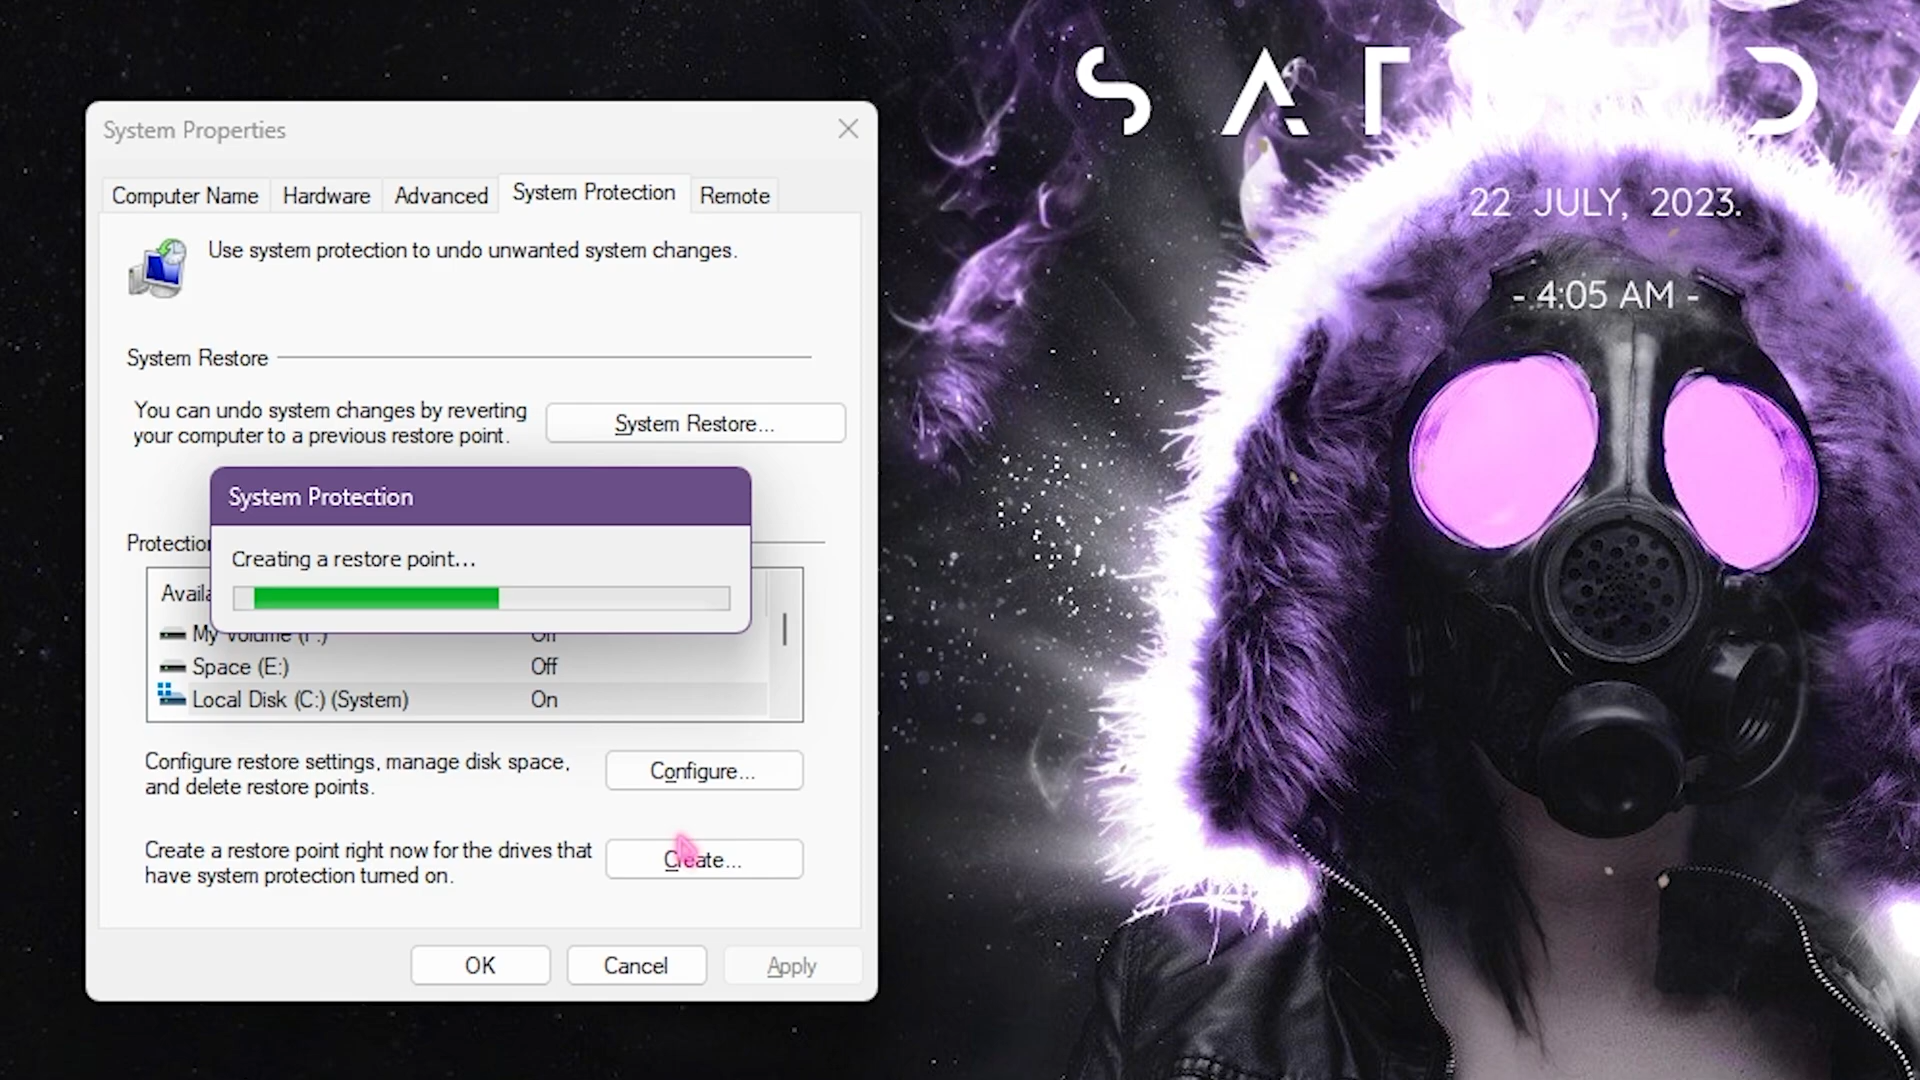 System Properties
Computer Name
Hardware
Advanced
System Protection
Remote
Use system protection to undo unwanted system changes.
System Restore
You can undo system changes by reverting
your computer to a previous restore point.
System Restore...
System Protection
Creating a restore point...
My Volume (F:) Off
Space (E:) Off
Local Disk (C:) (System) On
Configure restore settings, manage disk space,
and delete restore points.
Configure...
Create a restore point right now for the drives that
have system protection turned on.
Create...
OK
Cancel
Apply
22 JULY, 2023.
- 4:05 AM -